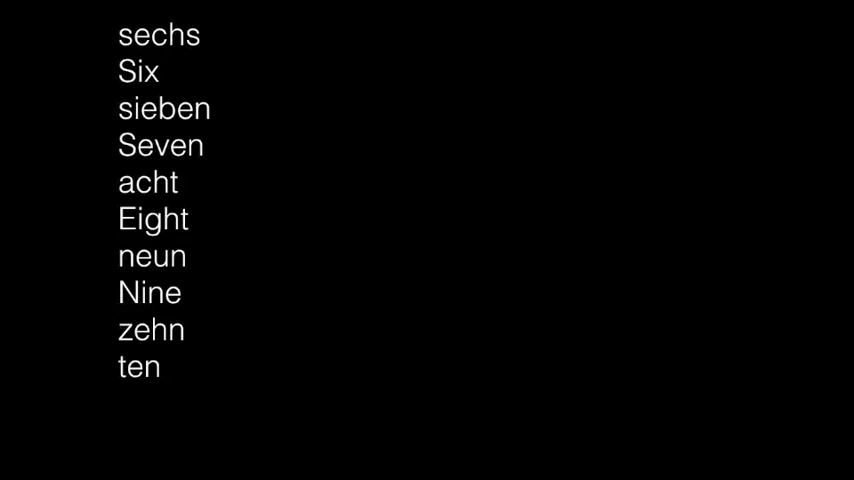 sechs
Six
sieben
Seven
acht
Eight
neun
Nine
zehn
ten